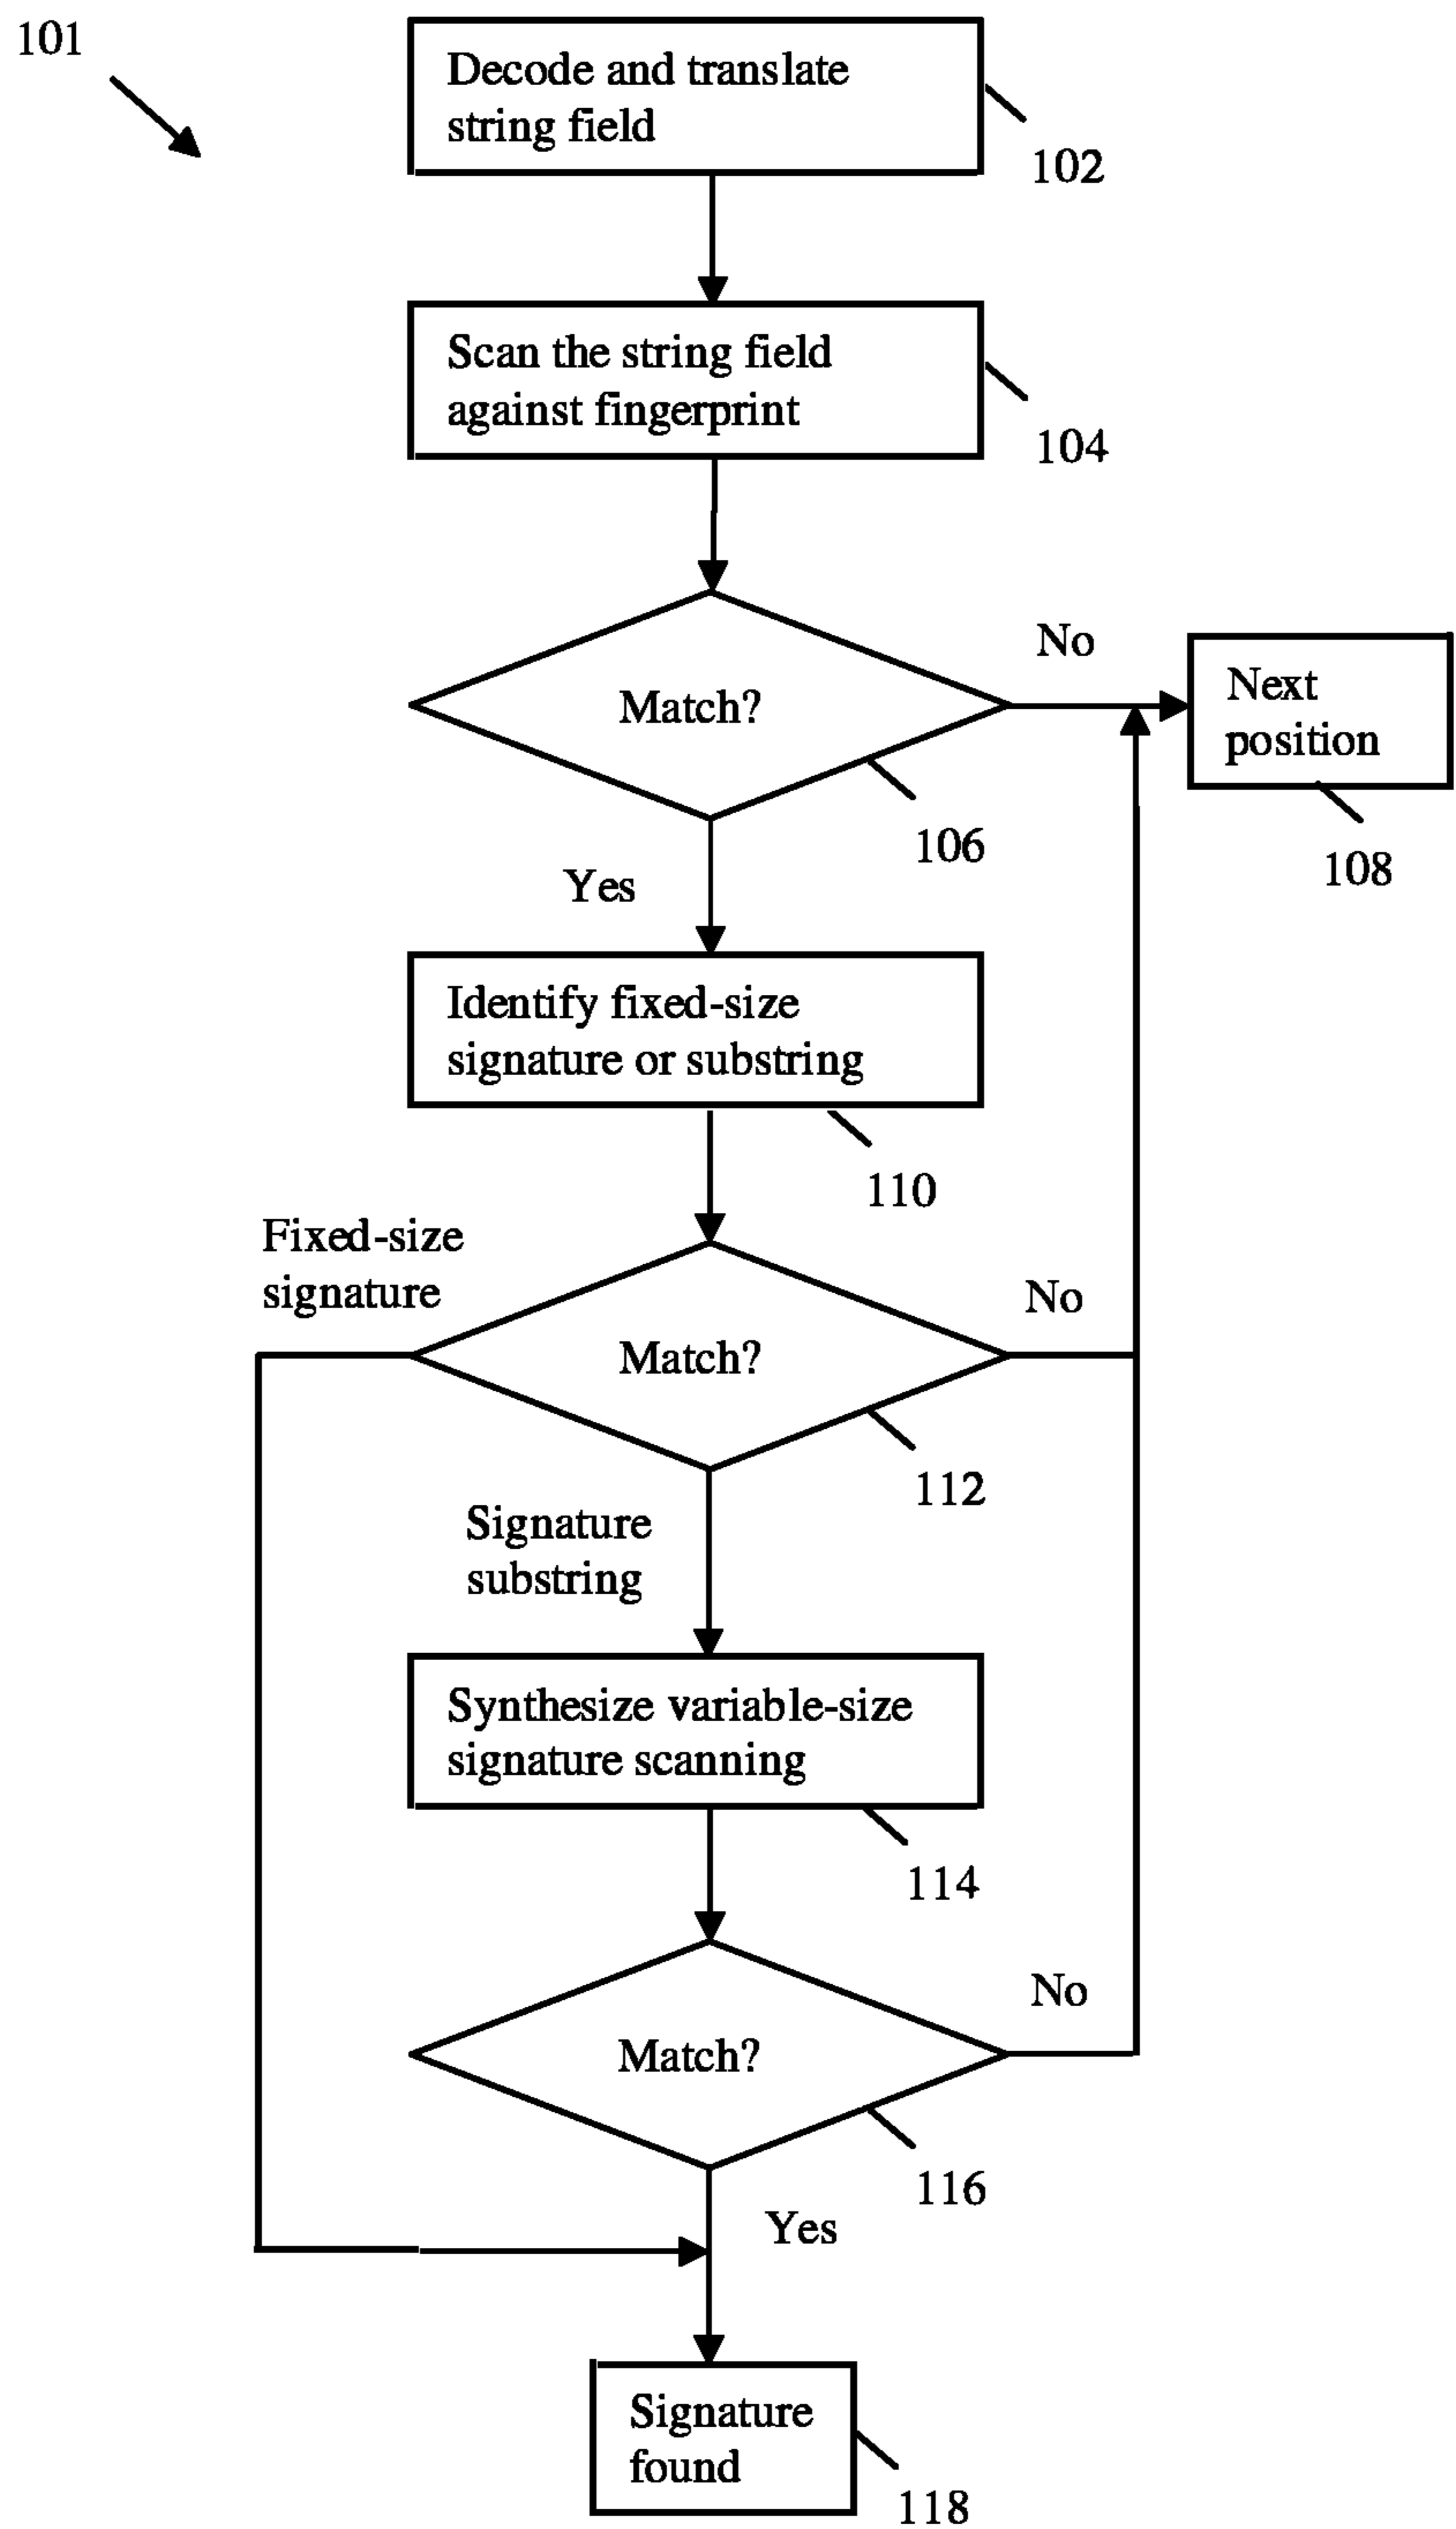 101
Decode and translate
string field
102
Scan the string field
against fingerprint
104
Match?
No
Next
position
106
108
Yes
Identify fixed-size
signature or substring
110
Fixed-size
signature
No
Match?
112
Signature
substring
Synthesize variable-size
signature scanning
114
No
Match?
116
Yes
Signature
found
118